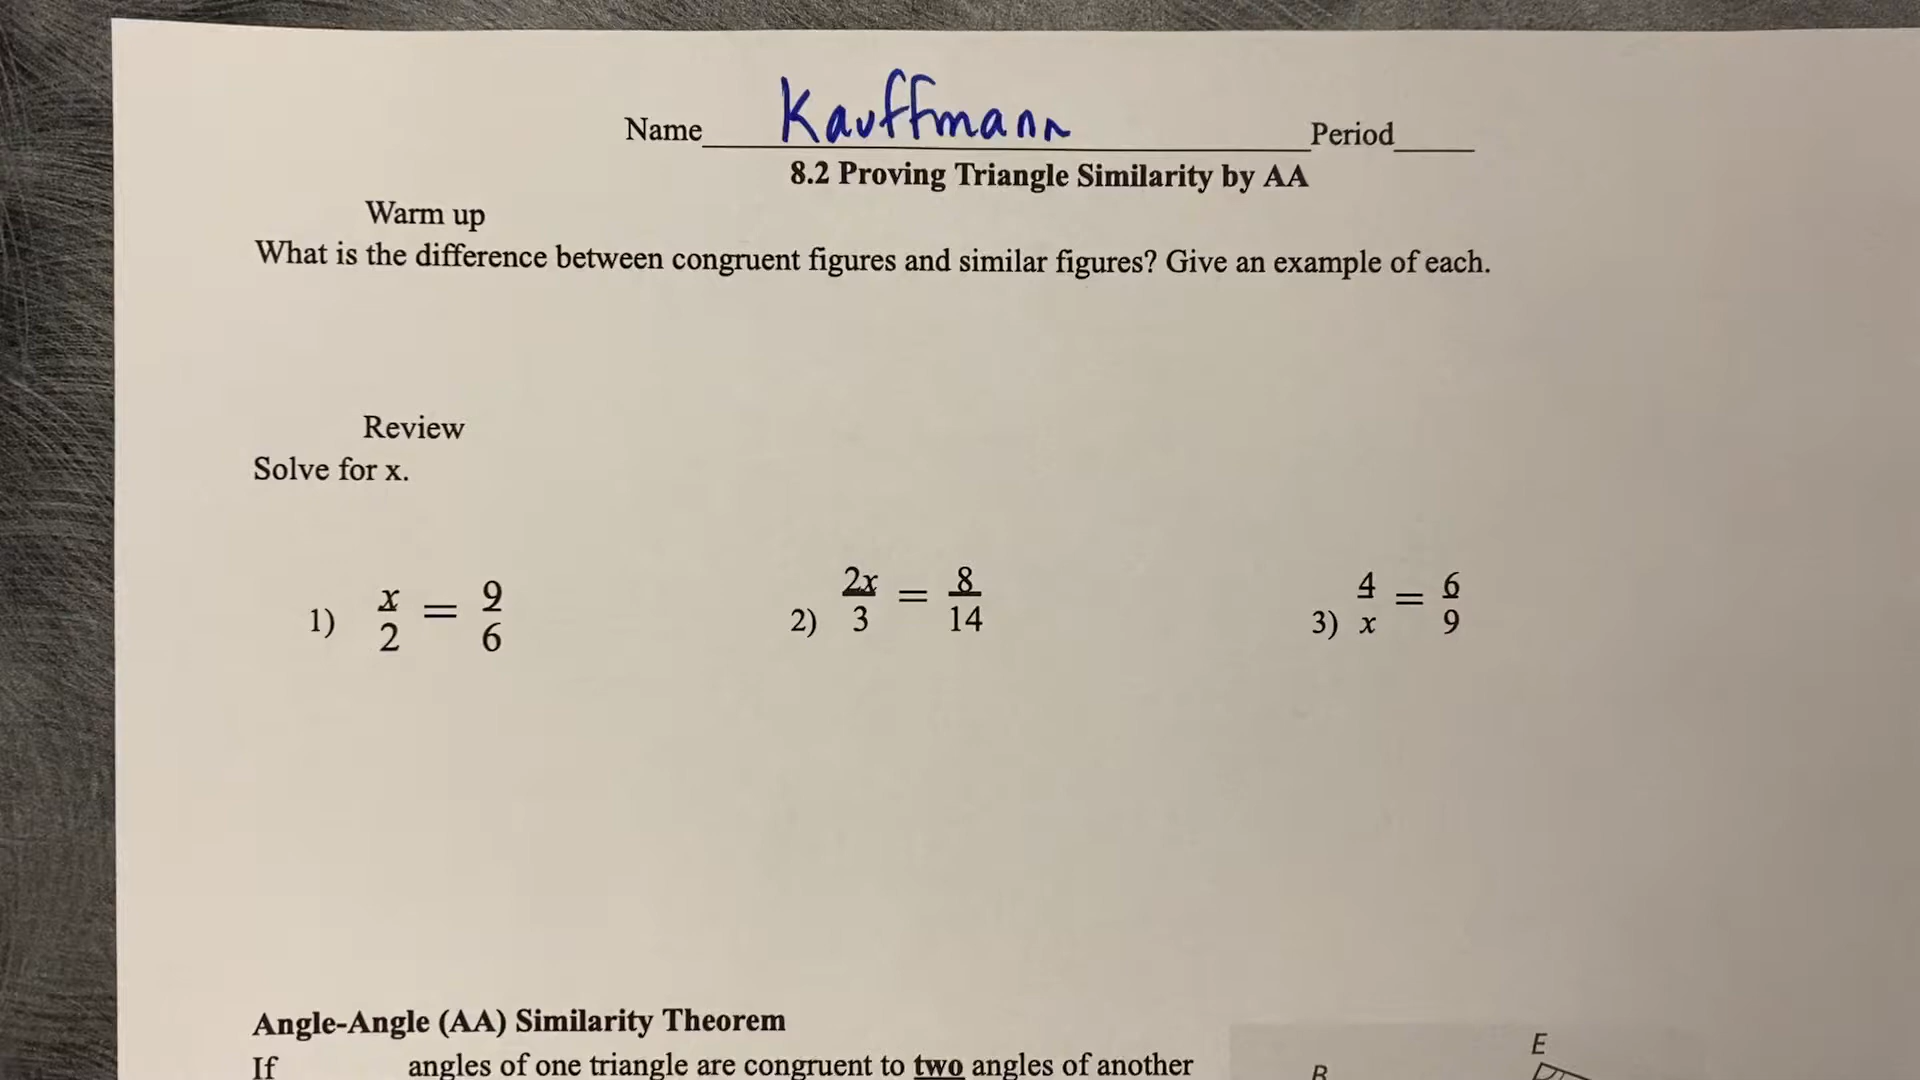 Name Kauffmann Period
8.2 Proving Triangle Similarity by AA
Warm up
What is the difference between congruent figures and similar figures? Give an example of each.
Review
Solve for x.
1) x/2 = 9/6 2) 2x/3 = 8/14 3) 4/x = 6/9
Angle-Angle (AA) Similarity Theorem
E
If angles of one triangle are congruent to two angles of another
B